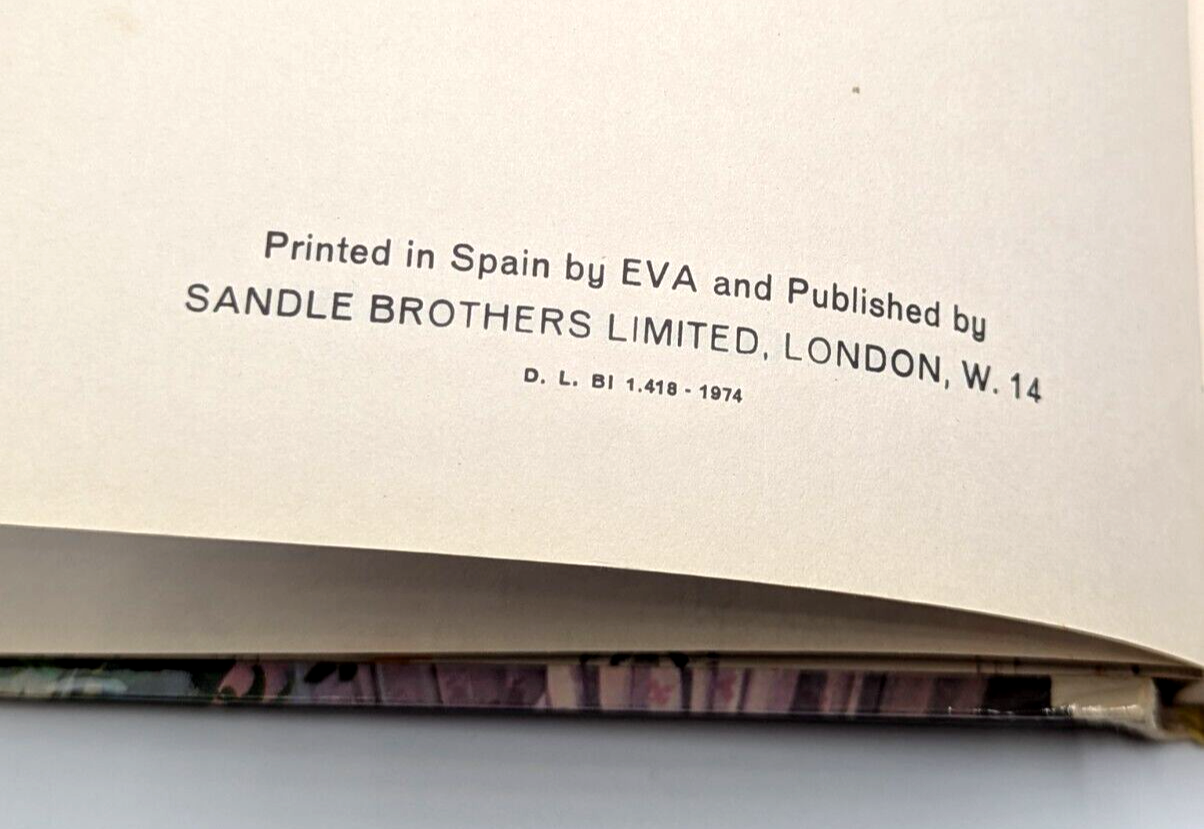 Printed in Spain by EVA and Published by
SANDLE BROTHERS LIMITED, LONDON, W. 14
D. L. BI 1.418 - 1974